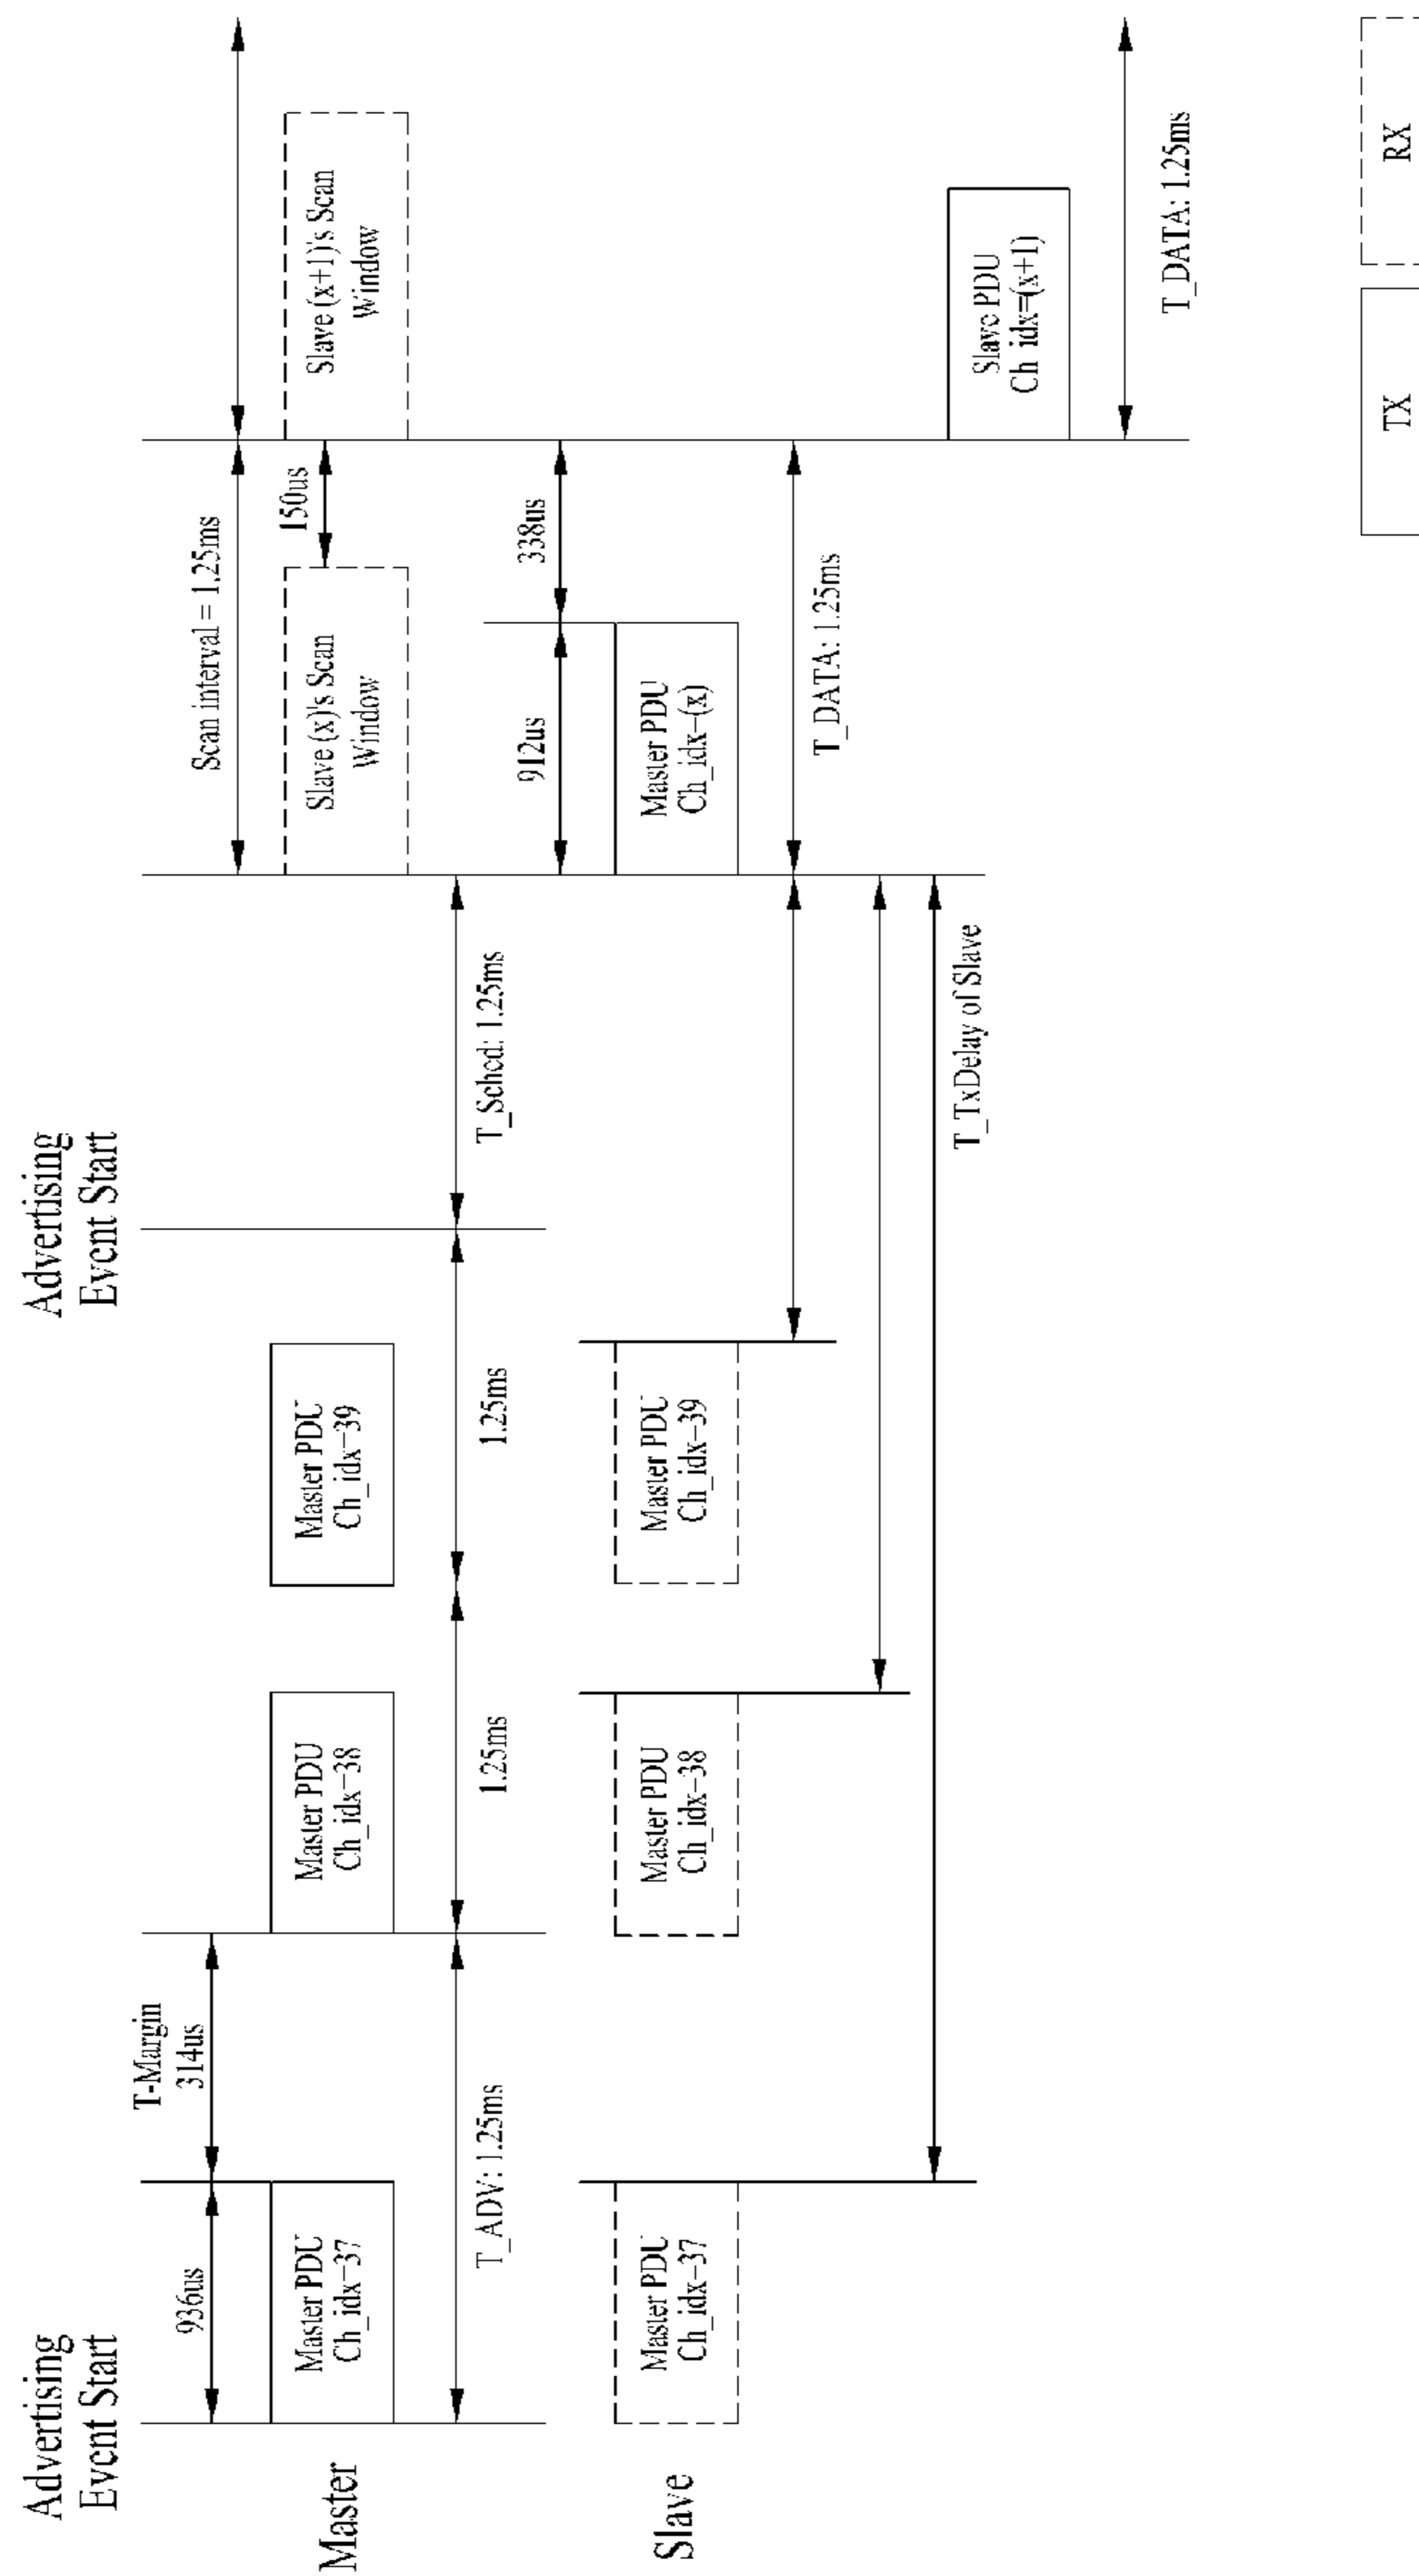 Advertising
Event Start
Advertising
Event Start
936us
T-Margin
314us
Scan interval = 1.25ms
Master
Master PDU
Ch_idx=37
Master PDU
Ch_idx=38
Master PDU
Ch_idx=39
Slave (x)'s Scan
Window
150us
Slave (x+1)'s Scan
Window
T_ADV: 1.25ms
1.25ms
1.25ms
T_Sched: 1.25ms
912us
338us
Slave
Master PDU
Ch_idx=37
Master PDU
Ch_idx=38
Master PDU
Ch_idx=39
Master PDU
Ch_idx=(x)
T_DATA: 1.25ms
T_TxDelay of Slave
Slave PDU
Ch_idx=(x+1)
T_DATA: 1.25ms
TX
RX